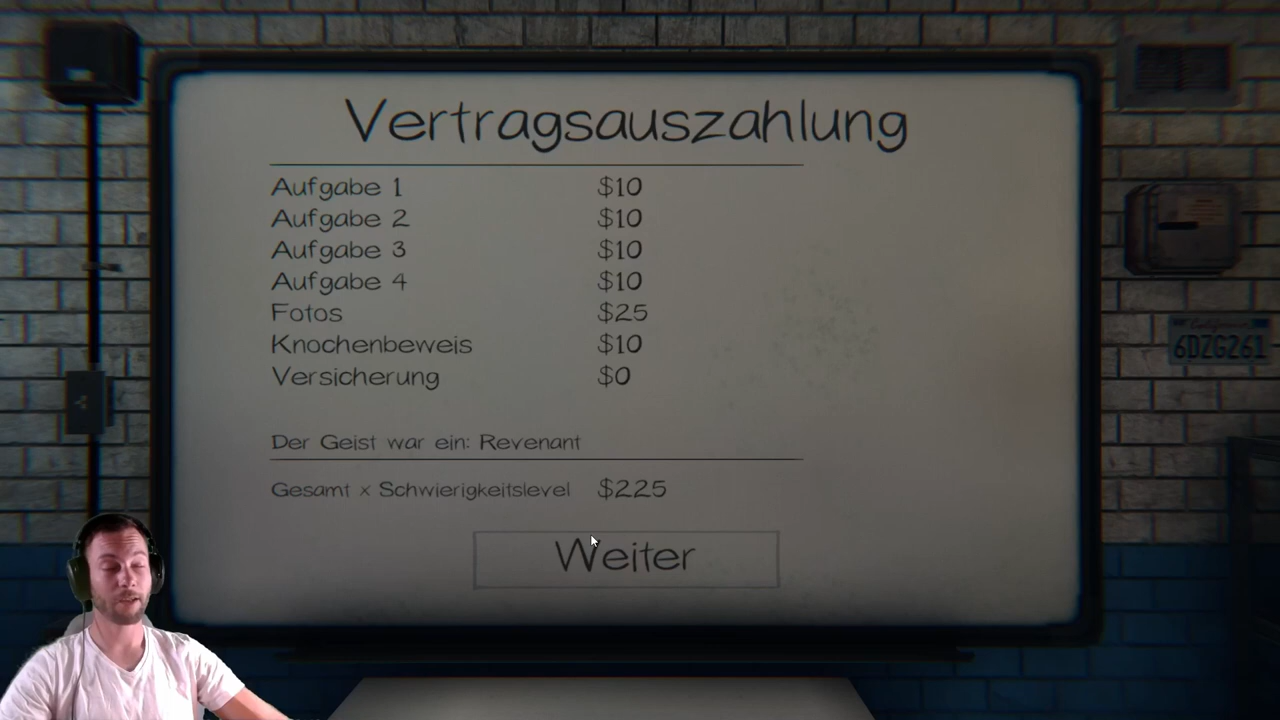 Vertragsauszahlung
Aufgabe 1 $10
Aufgabe 2 $10
Aufgabe 3 $10
Aufgabe 4 $10
Fotos $25
Knochenbeweis $10
Versicherung $0
Der Geist war ein: Revenant
Gesamt x Schwierigkeitslevel $225
Weiter
6DZG261